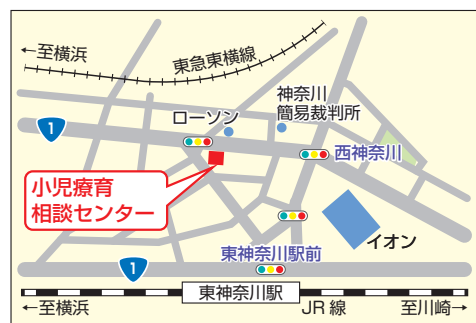 ←至横浜
東急東横線
1
ローソン
神奈川
簡易裁判所
西神奈川
小児療育
相談センター
イオン
東神奈川駅前
1
東神奈川駅
←至横浜
JR線
至川崎→